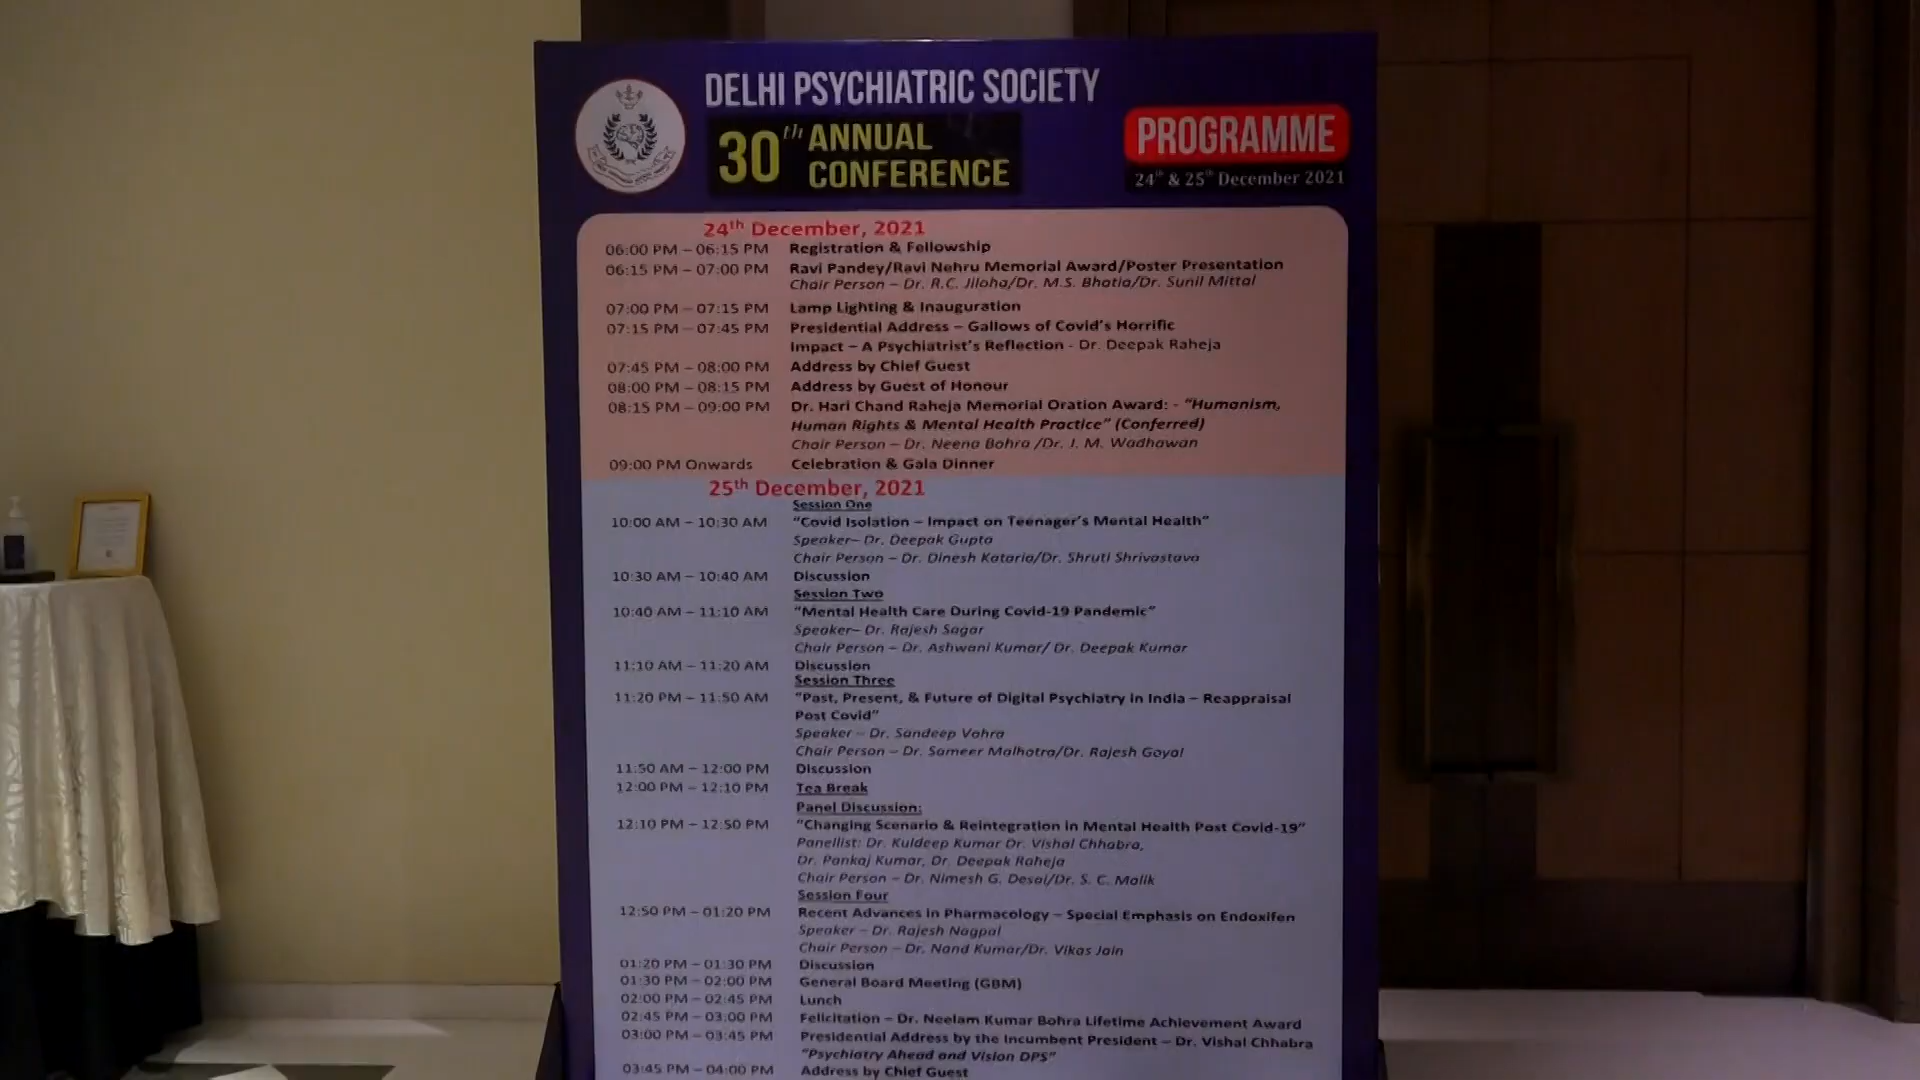 DELHI PSYCHIATRIC SOCIETY
30th ANNUAL CONFERENCE
PROGRAMME
24th & 25th December 2021
24th December, 2021
06:00 PM – 06:15 PM Registration & Fellowship
06:15 PM – 07:00 PM Ravi Pandey/Ravi Nehru Memorial Award/Poster Presentation
Chair Person – Dr. R.C. Jiloha/Dr. M.S. Bhatia/Dr. Sunil Mittal
07:00 PM – 07:15 PM Lamp Lighting & Inauguration
07:15 PM – 07:45 PM Presidential Address – Gallows of Covid's Horrific
Impact – A Psychiatrist's Reflection - Dr. Deepak Raheja
07:45 PM – 08:00 PM Address by Chief Guest
08:00 PM – 08:15 PM Address by Guest of Honour
08:15 PM – 09:00 PM Dr. Hari Chand Raheja Memorial Oration Award: - "Humanism,
Human Rights & Mental Health Practice" (Conferred)
Chair Person – Dr. Neena Bohra /Dr. J. M. Wadhawan
09:00 PM Onwards Celebration & Gala Dinner
25th December, 2021
Session One
10:00 AM – 10:30 AM "Covid Isolation – Impact on Teenager's Mental Health"
Speaker– Dr. Deepak Gupta
Chair Person – Dr. Dinesh Kataria/Dr. Shruti Shrivastava
10:30 AM – 10:40 AM Discussion
Session Two
10:40 AM – 11:10 AM "Mental Health Care During Covid-19 Pandemic"
Speaker– Dr. Rajesh Sagar
Chair Person – Dr. Ashwani Kumar/ Dr. Deepak Kumar
11:10 AM – 11:20 AM Discussion
Session Three
11:20 PM – 11:50 AM "Past, Present, & Future of Digital Psychiatry in India – Reappraisal
Post Covid"
Speaker – Dr. Sandeep Vohra
Chair Person – Dr. Sameer Malhotra/Dr. Rajesh Goyal
11:50 AM – 12:00 PM Discussion
12:00 PM – 12:10 PM Tea Break
Panel Discussion:
12:10 PM – 12:50 PM "Changing Scenario & Reintegration in Mental Health Post Covid-19"
Panellist: Dr. Kuldeep Kumar Dr. Vishal Chhabra,
Dr. Pankaj Kumar, Dr. Deepak Raheja
Chair Person – Dr. Nimesh G. Desai/Dr. S. C. Malik
Session Four
12:50 PM – 01:20 PM Recent Advances in Pharmacology – Special Emphasis on Endoxifen
Speaker – Dr. Rajesh Nagpal
Chair Person – Dr. Nand Kumar/Dr. Vikas Jain
01:20 PM – 01:30 PM Discussion
01:30 PM – 02:00 PM General Board Meeting (GBM)
02:00 PM – 02:45 PM Lunch
02:45 PM – 03:00 PM Felicitation – Dr. Neelam Kumar Bohra Lifetime Achievement Award
03:00 PM – 03:45 PM Presidential Address by the Incumbent President – Dr. Vishal Chhabra
"Psychiatry Ahead and Vision DPS"
03:45 PM – 04:00 PM Address by Chief Guest